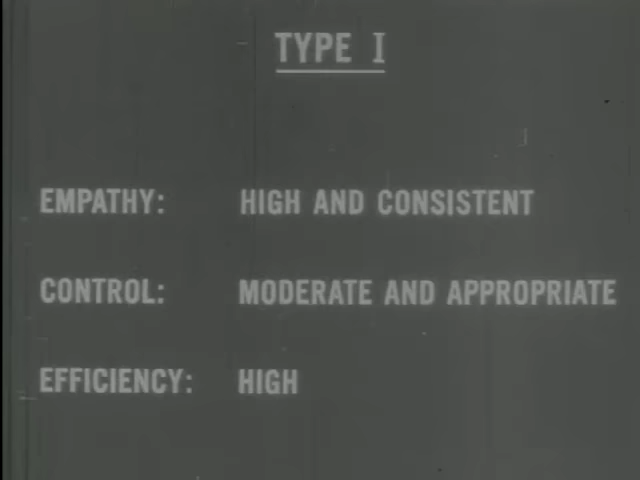 TYPE I
EMPATHY: HIGH AND CONSISTENT
CONTROL: MODERATE AND APPROPRIATE
EFFICIENCY: HIGH